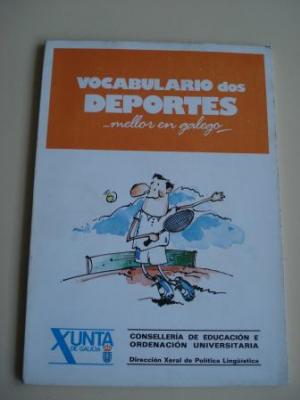 VOCABULARIO dos
DEPORTES
...mellor en galego
XUNTA
DE GALICIA
CONSELLERÍA DE EDUCACIÓN E
ORDENACIÓN UNIVERSITARIA
Dirección Xeral de Política Lingüística